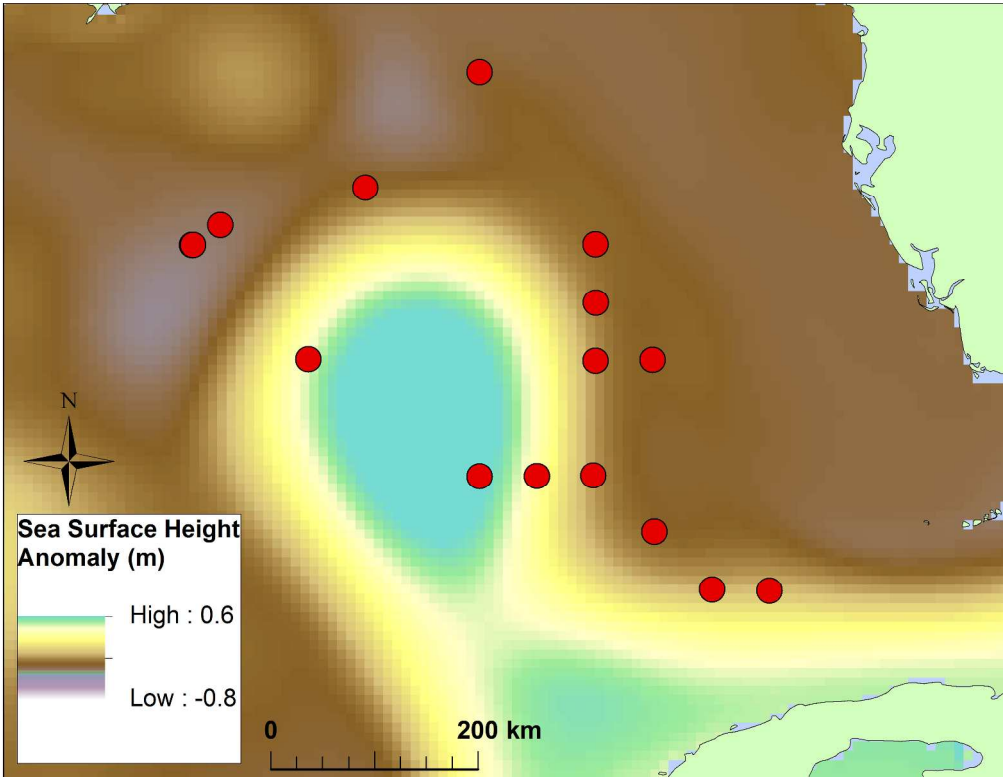 N
Sea Surface Height
Anomaly (m)
High : 0.6
Low : -0.8
0 200 km